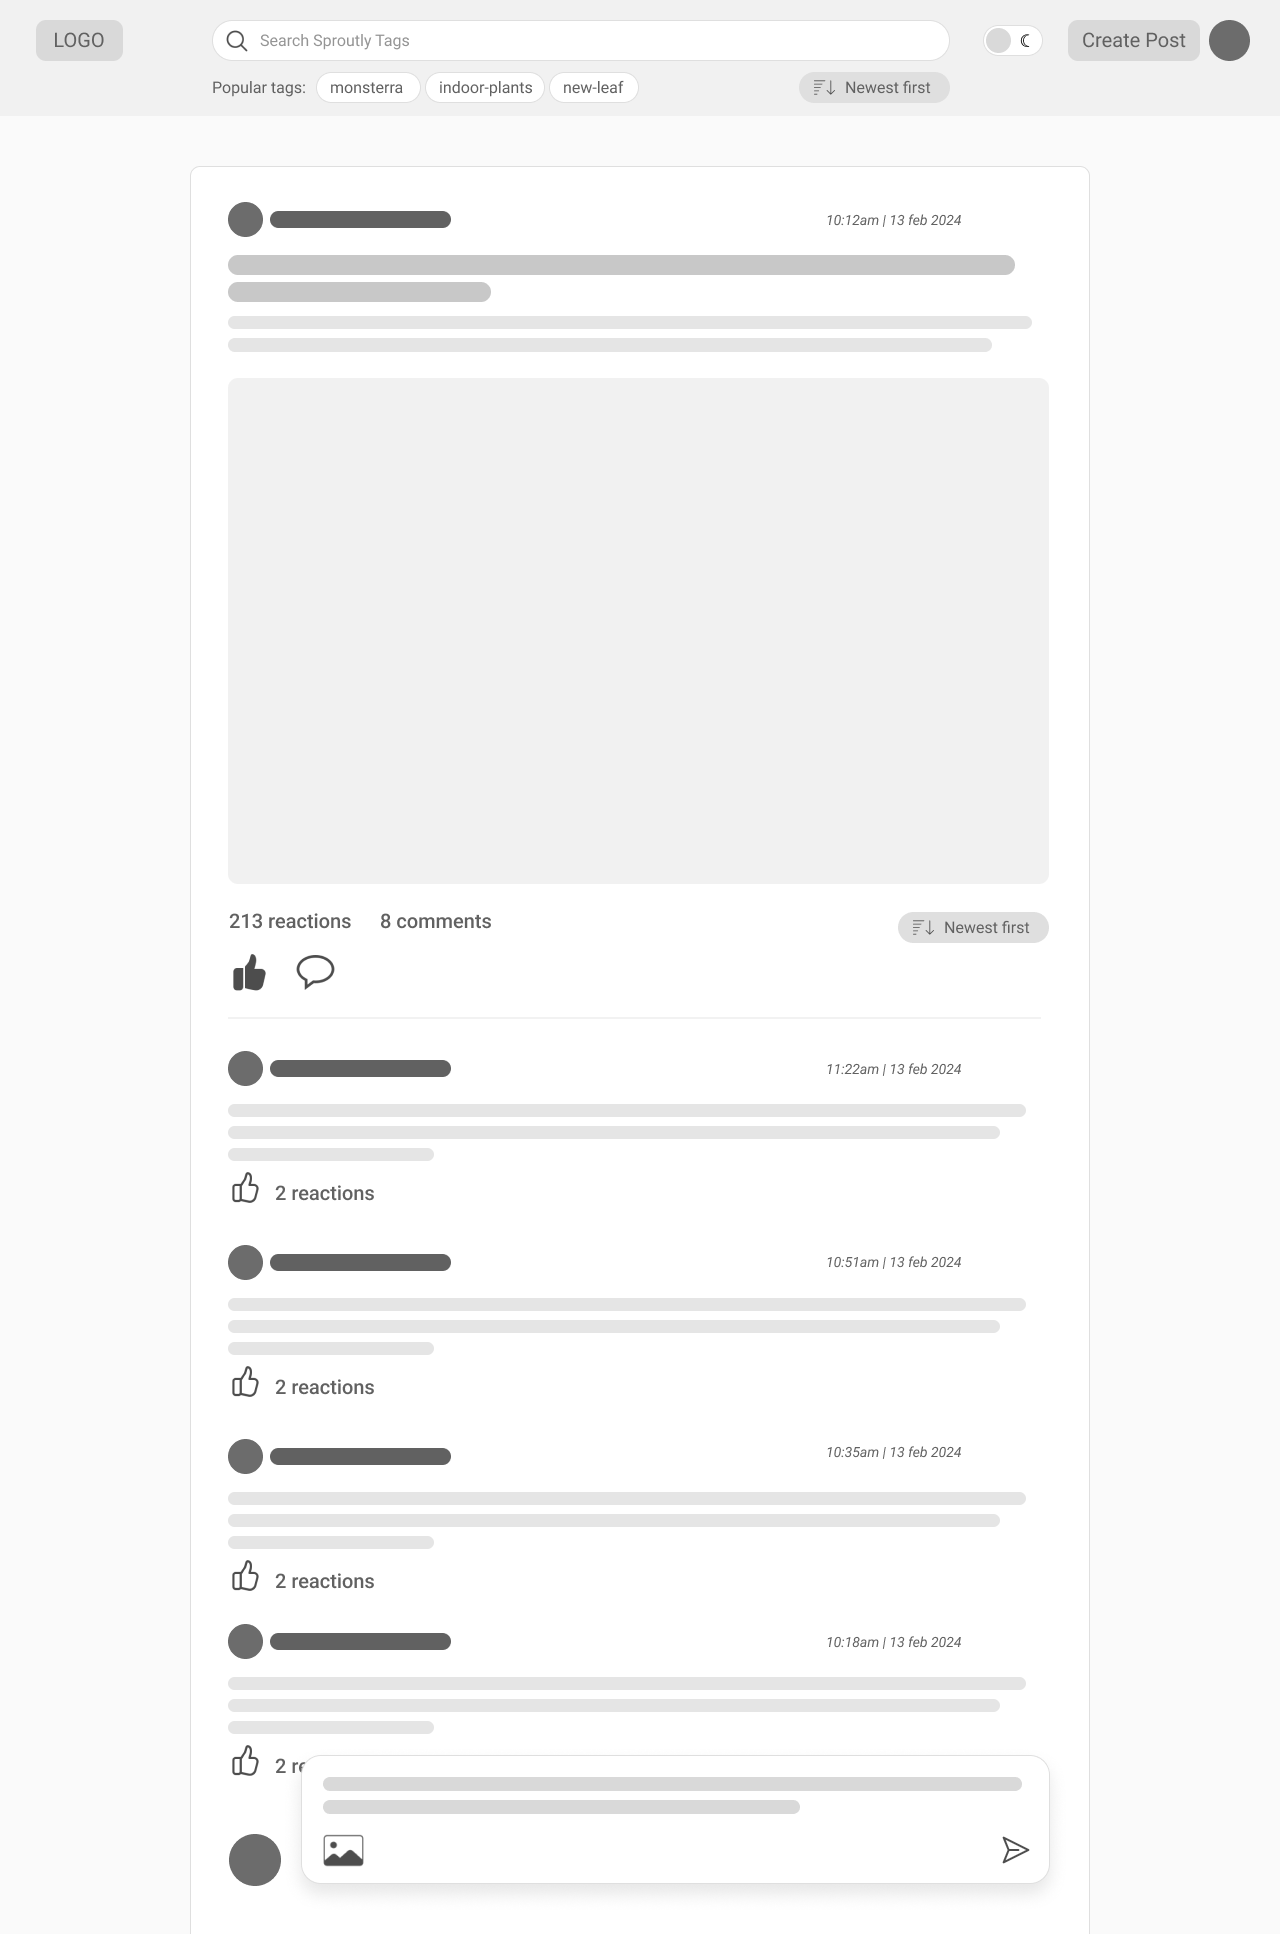 LOGO
Search Sproutly Tags
Create Post
Popular tags: monsterra indoor-plants new-leaf
Newest first
10:12am | 13 feb 2024
213 reactions 8 comments
Newest first
11:22am | 13 feb 2024
2 reactions
10:51am | 13 feb 2024
2 reactions
10:35am | 13 feb 2024
2 reactions
10:18am | 13 feb 2024
2 re